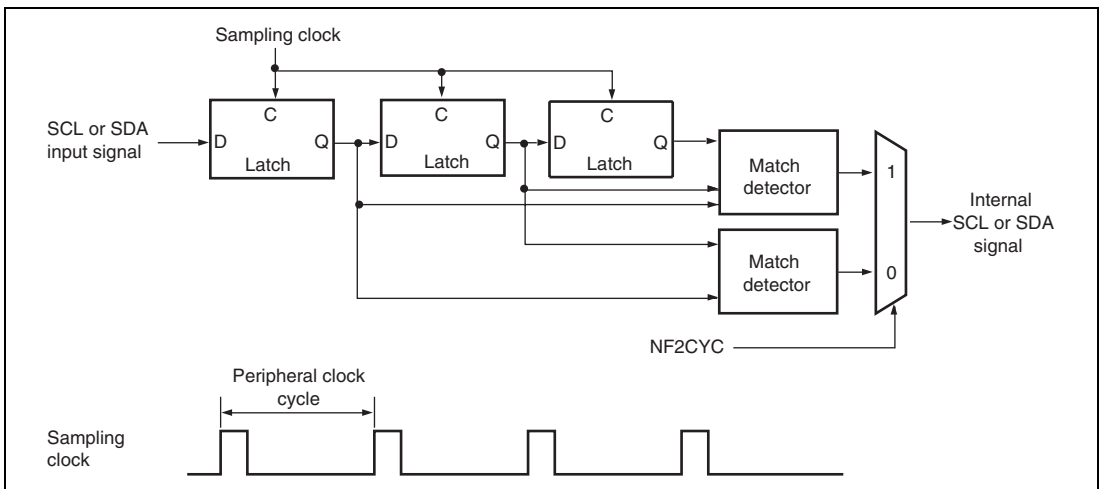 Sampling clock
SCL or SDA
input signal
D
C
Q
Latch
D
C
Q
Latch
D
C
Q
Latch
Match
detector
Match
detector
1
0
Internal
SCL or SDA
signal
NF2CYC
Peripheral clock
cycle
Sampling
clock